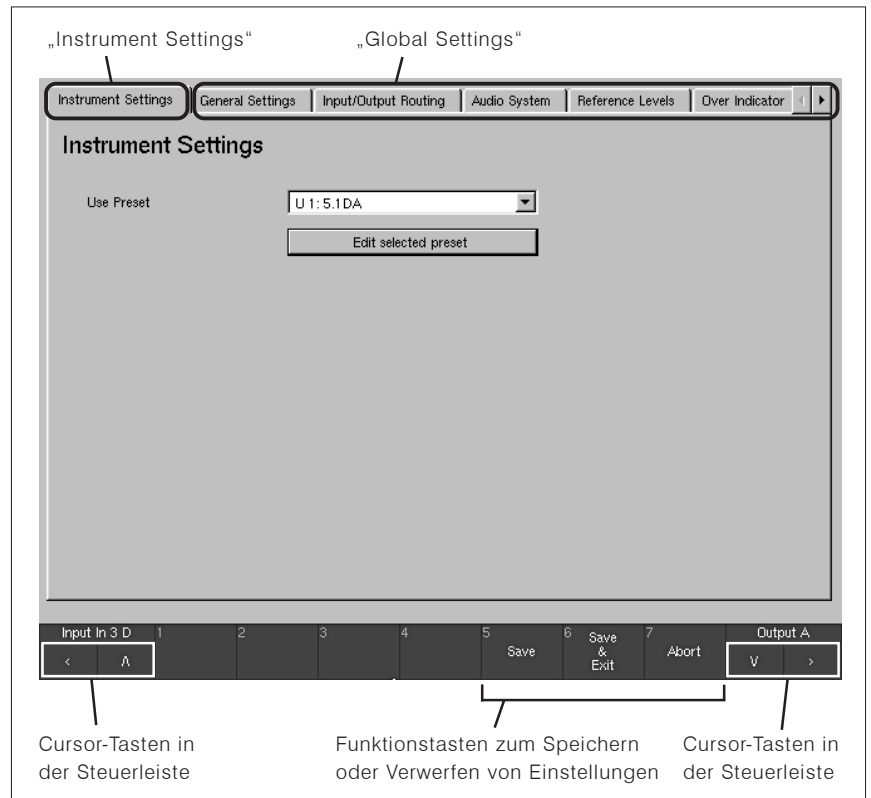 „Instrument Settings“ „Global Settings“
Instrument Settings General Settings Input/Output Routing Audio System Reference Levels Over Indicator
Instrument Settings
Use Preset U 1: 5.1DA
Edit selected preset
Input In 3 D 1 2 3 4 5 6 7 Output A
< Λ Save Save & Exit Abort V >
Cursor-Tasten in
der Steuerleiste
Funktionstasten zum Speichern
oder Verwerfen von Einstellungen
Cursor-Tasten in
der Steuerleiste